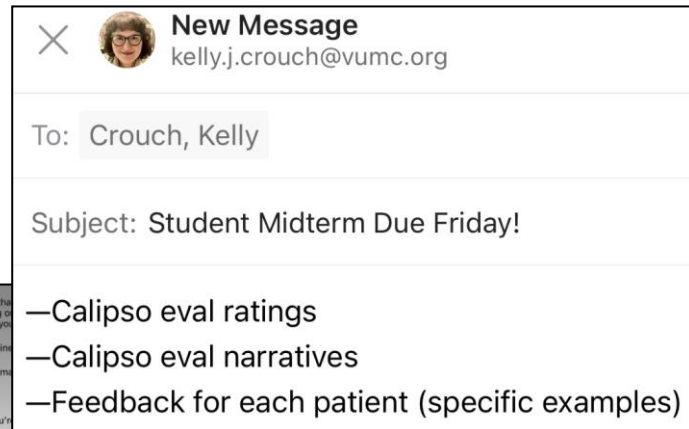 New Message
kelly.j.crouch@vumc.org
To: Crouch, Kelly
Subject: Student Midterm Due Friday!
—Calipso eval ratings
—Calipso eval narratives
—Feedback for each patient (specific examples)